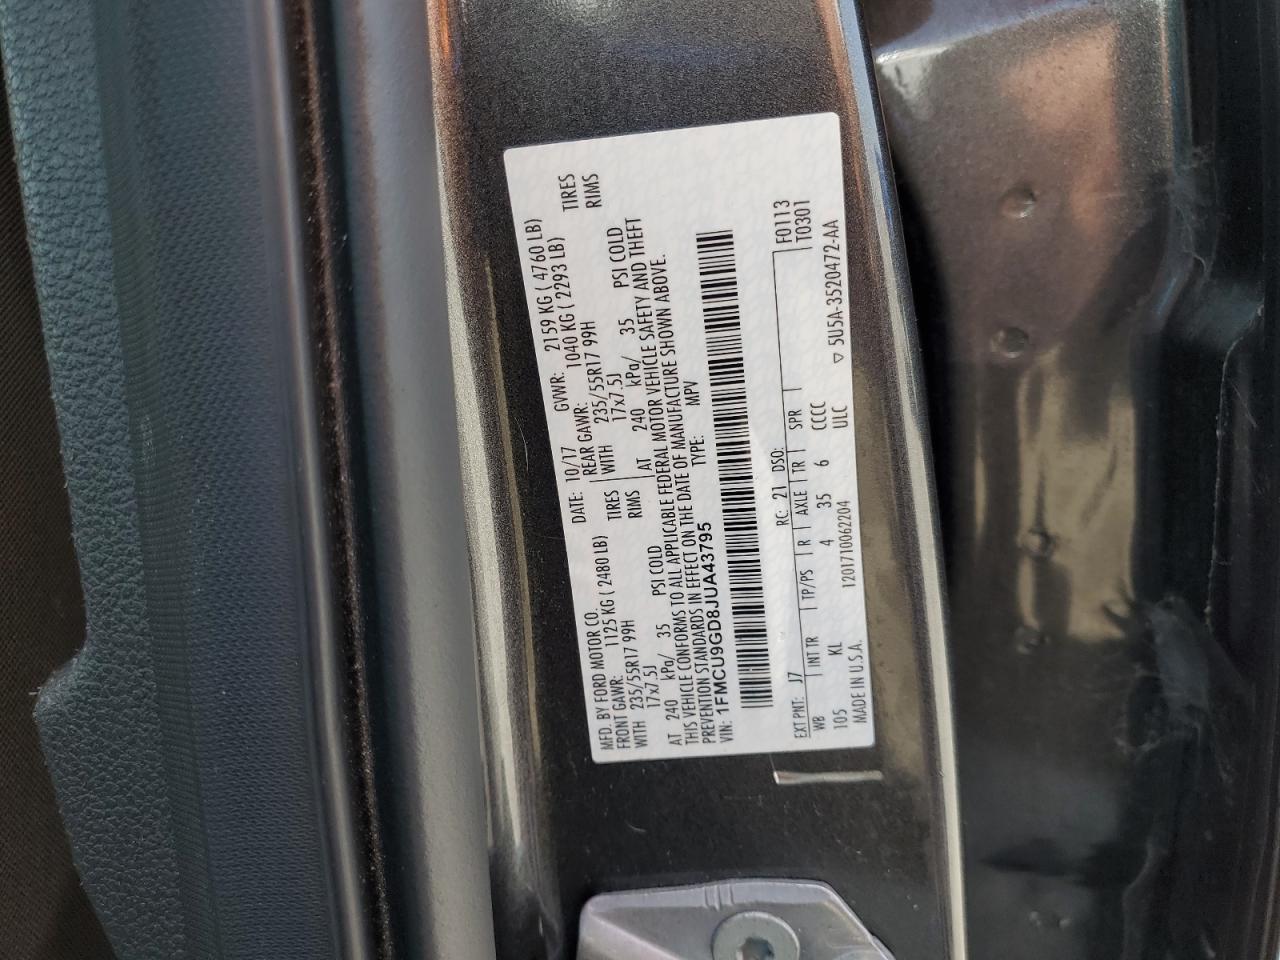 MFD. BY FORD MOTOR CO.
DATE: 10/17 GVWR: 2159 KG ( 4760 LB)
FRONT GAWR: 1125 KG ( 2480 LB) REAR GAWR: 1040 KG ( 2293 LB)
WITH 235/55R17 99H TIRES WITH 235/55R17 99H TIRES
17x7.5J RIMS 17x7.5J RIMS
AT 240 kPa/ 35 PSI COLD AT 240 kPa/ 35 PSI COLD
THIS VEHICLE CONFORMS TO ALL APPLICABLE FEDERAL MOTOR VEHICLE SAFETY AND THEFT
PREVENTION STANDARDS IN EFFECT ON THE DATE OF MANUFACTURE SHOWN ABOVE.
VIN: 1FMCU9GD8JUA43795 TYPE: MPV
EXT PNT: J7 RC: 21 DSO: F0113
WB INT TR TP/PS R AXLE TR SPR T0301
105 KL 4 35 6 CCCC
MADE IN U.S.A. 1201710062204 ULC ▽ 5U5A-3520472-AA